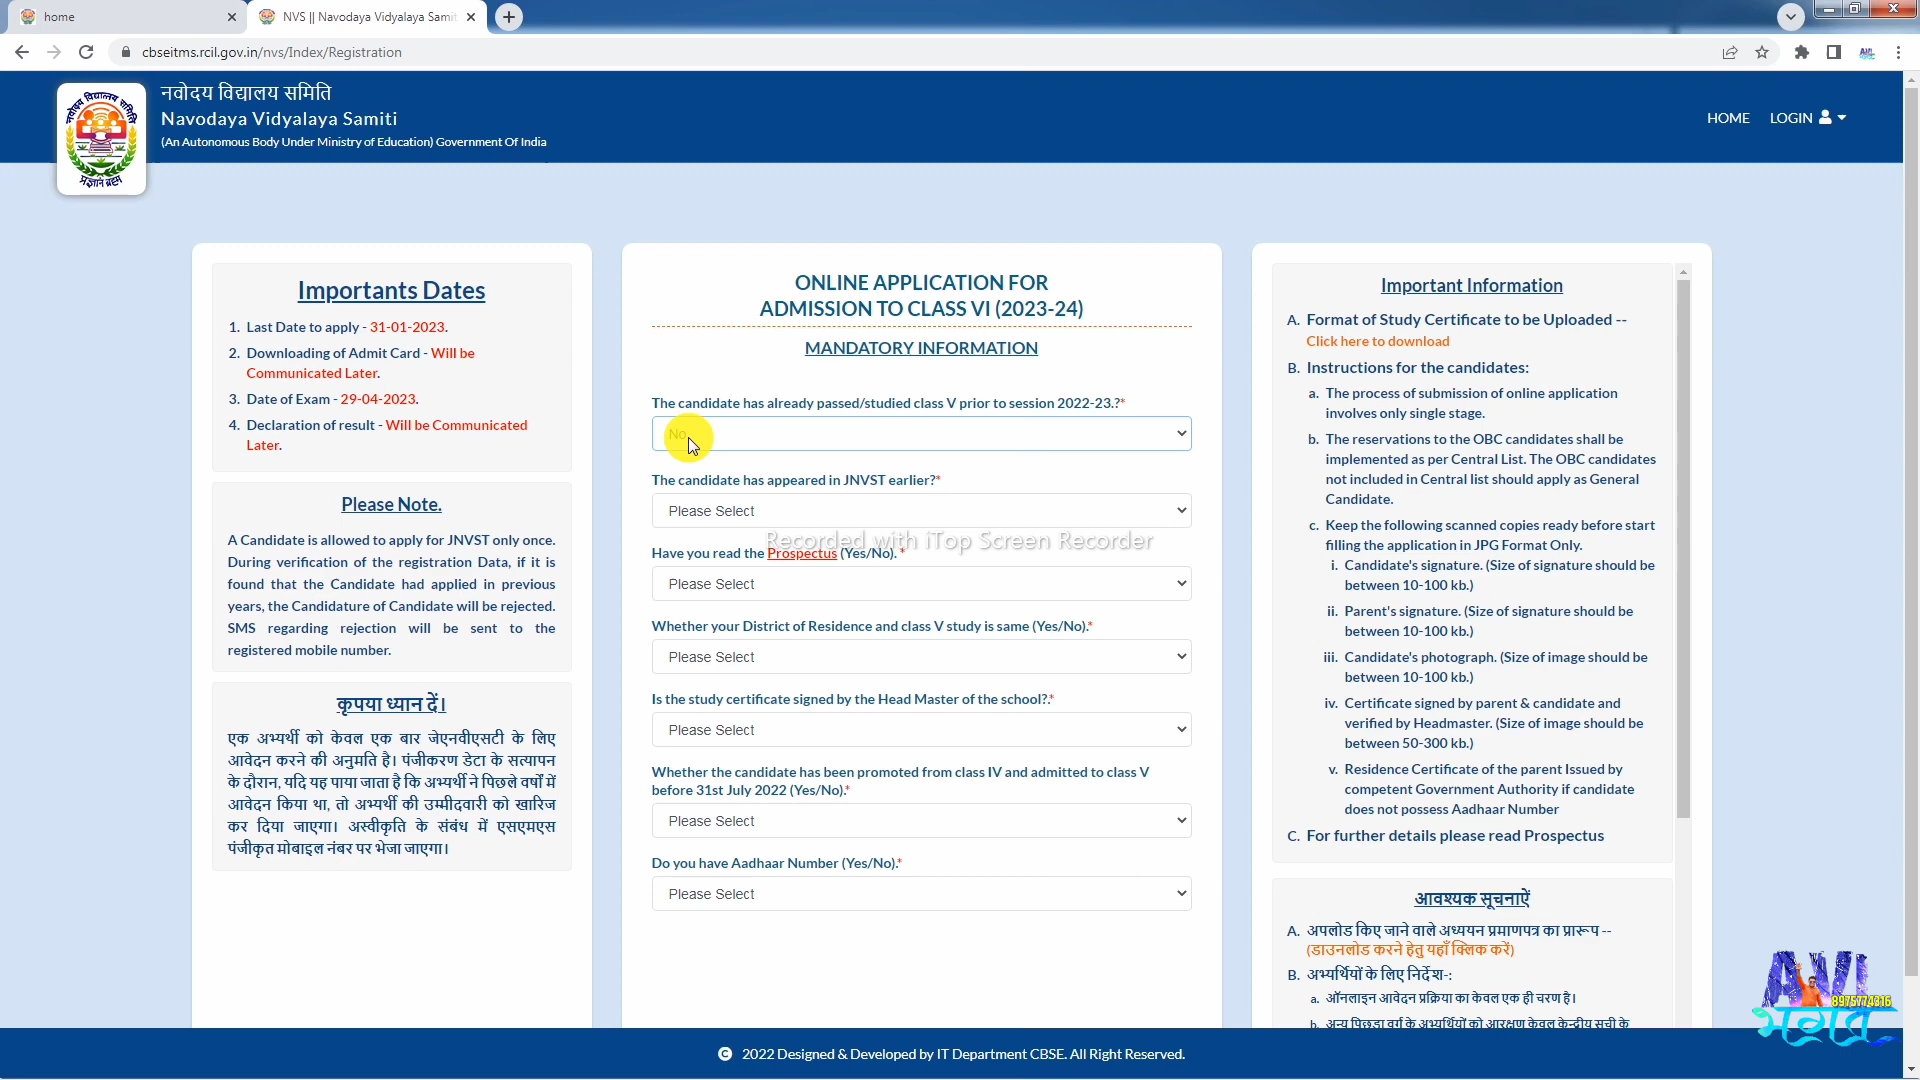 home
NVS || Navodaya Vidyalaya Samit
cbseitms.rcil.gov.in/nvs/Index/Registration
नवोदय विद्यालय समिति
Navodaya Vidyalaya Samiti
(An Autonomous Body Under Ministry of Education) Government Of India
HOME LOGIN
नवोदय विद्यालय समिति
प्रज्ञानं ब्रह्म
Importants Dates
1. Last Date to apply - 31-01-2023.
2. Downloading of Admit Card - Will be
Communicated Later.
3. Date of Exam - 29-04-2023.
4. Declaration of result - Will be Communicated
Later.
Please Note.
A Candidate is allowed to apply for JNVST only once.
During verification of the registration Data, if it is
found that the Candidate had applied in previous
years, the Candidature of Candidate will be rejected.
SMS regarding rejection will be sent to the
registered mobile number.
कृपया ध्यान दें।
एक अभ्यर्थी को केवल एक बार जेएनवीएसटी के लिए
आवेदन करने की अनुमति है। पंजीकरण डेटा के सत्यापन
के दौरान, यदि यह पाया जाता है कि अभ्यर्थी ने पिछले वर्षों में
आवेदन किया था, तो अभ्यर्थी की उम्मीदवारी को खारिज
कर दिया जाएगा। अस्वीकृति के संबंध में एसएमएस
पंजीकृत मोबाइल नंबर पर भेजा जाएगा।
ONLINE APPLICATION FOR
ADMISSION TO CLASS VI (2023-24)
MANDATORY INFORMATION
The candidate has already passed/studied class V prior to session 2022-23.?*
No
The candidate has appeared in JNVST earlier?*
Please Select
Recorded with iTop Screen Recorder
Have you read the Prospectus (Yes/No). *
Please Select
Whether your District of Residence and class V study is same (Yes/No).*
Please Select
Is the study certificate signed by the Head Master of the school?.*
Please Select
Whether the candidate has been promoted from class IV and admitted to class V
before 31st July 2022 (Yes/No).*
Please Select
Do you have Aadhaar Number (Yes/No).*
Please Select
Important Information
A. Format of Study Certificate to be Uploaded --
Click here to download
B. Instructions for the candidates:
a. The process of submission of online application
involves only single stage.
b. The reservations to the OBC candidates shall be
implemented as per Central List. The OBC candidates
not included in Central list should apply as General
Candidate.
c. Keep the following scanned copies ready before start
filling the application in JPG Format Only.
i. Candidate's signature. (Size of signature should be
between 10-100 kb.)
ii. Parent's signature. (Size of signature should be
between 10-100 kb.)
iii. Candidate's photograph. (Size of image should be
between 10-100 kb.)
iv. Certificate signed by parent & candidate and
verified by Headmaster. (Size of image should be
between 50-300 kb.)
v. Residence Certificate of the parent Issued by
competent Government Authority if candidate
does not possess Aadhaar Number
C. For further details please read Prospectus
आवश्यक सूचनाऐं
A. अपलोड किए जाने वाले अध्ययन प्रमाणपत्र का प्रारूप --
(डाउनलोड करने हेतु यहाँ क्लिक करें)
B. अभ्यर्थियों के लिए निर्देश-:
a. ऑनलाइन आवेदन प्रक्रिया का केवल एक ही चरण है।
b. अन्य पिछड़ा वर्ग के अभ्यर्थियों को आरक्षण केवल केन्द्रीय सूची के
AVI
8975774316
भगत
© 2022 Designed & Developed by IT Department CBSE. All Right Reserved.